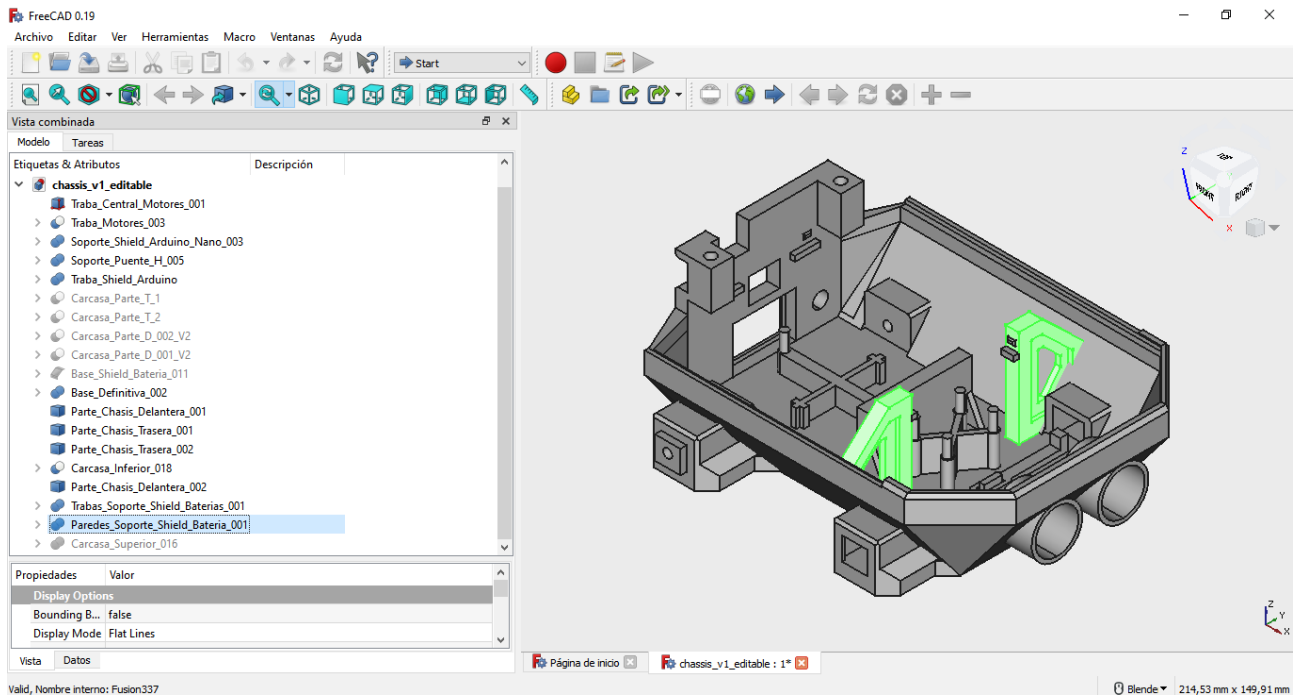 FreeCAD 0.19
Archivo Editar Ver Herramientas Macro Ventanas Ayuda
Start
Vista combinada
Modelo Tareas
Etiquetas & Atributos Descripción
chassis_v1_editable
Traba_Central_Motores_001
Traba_Motores_003
Soporte_Shield_Arduino_Nano_003
Soporte_Puente_H_005
Traba_Shield_Arduino
Carcasa_Parte_T_1
Carcasa_Parte_T_2
Carcasa_Parte_D_002_V2
Carcasa_Parte_D_001_V2
Base_Shield_Bateria_011
Base_Definitiva_002
Parte_Chasis_Delantera_001
Parte_Chasis_Trasera_001
Parte_Chasis_Trasera_002
Carcasa_Inferior_018
Parte_Chasis_Delantera_002
Trabas_Soporte_Shield_Baterias_001
Paredes_Soporte_Shield_Bateria_001
Carcasa_Superior_016
Propiedades Valor
Display Options
Bounding B... false
Display Mode Flat Lines
Vista Datos
Z
TOP
FRONT
RIGHT
X
Z
Y
X
Página de inicio
chassis_v1_editable : 1*
Valid, Nombre interno: Fusion337
Blende
214,53 mm x 149,91 mm